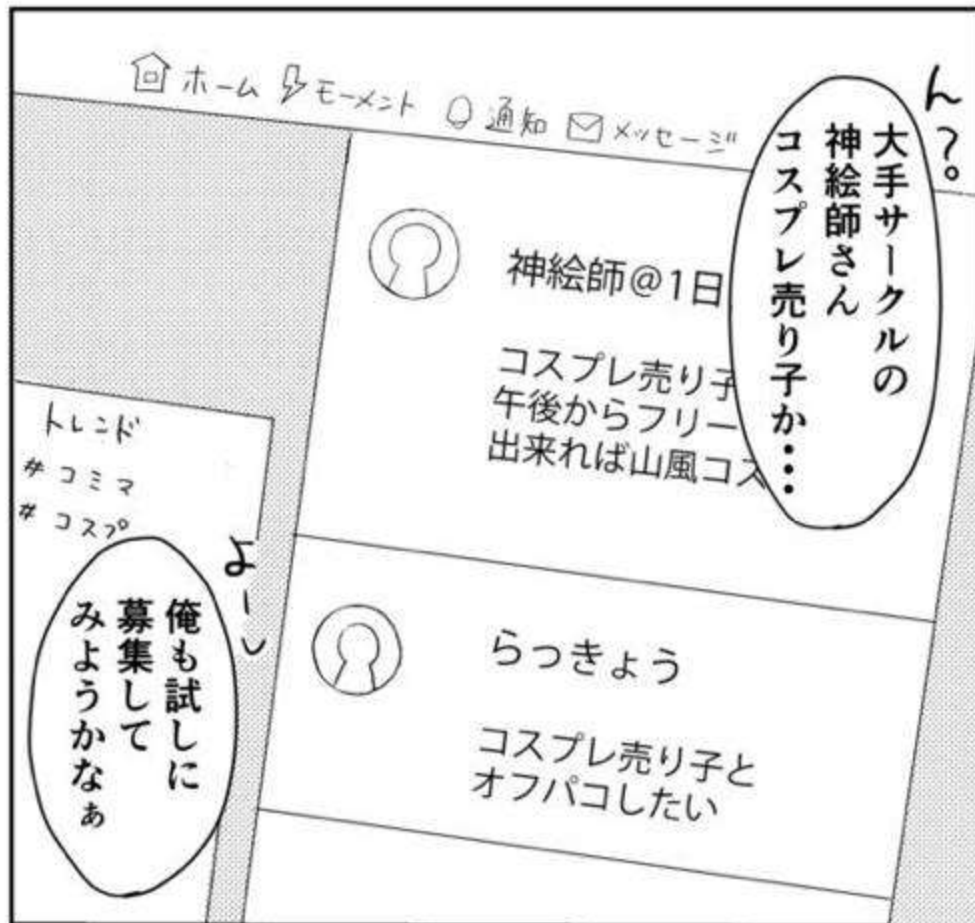 ホーム モーメント 通知 メッセージ
ん?。
大手サークルの
神絵師さん
コスプレ売り子か・・・・
神絵師@1日
コスプレ売り子
午後からフリー
出来れば山風コス
トレンド
#コミマ
#コスプ
よーし
俺も試しに
募集して
みようかなぁ
らっきょう
コスプレ売り子と
オフパコしたい